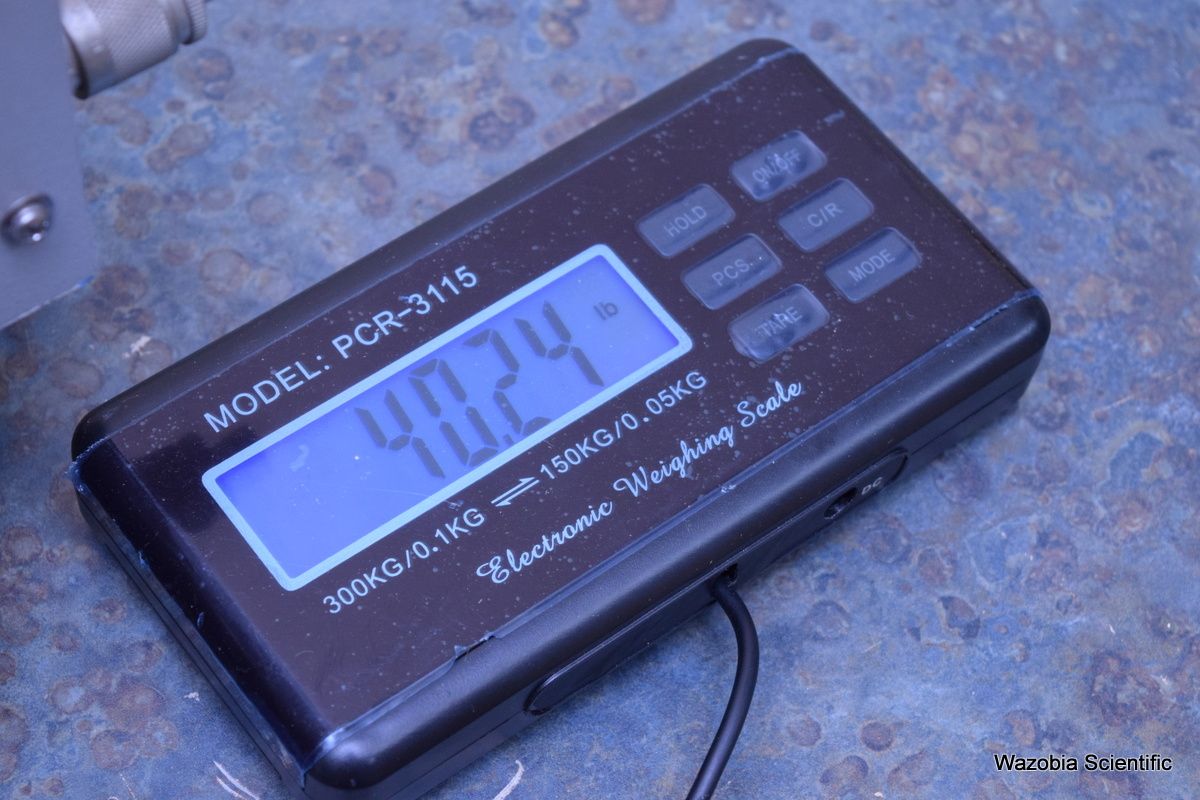 MODEL: PCR-3115
40.24 lb
300KG/0.1KG ⇌ 150KG/0.05KG
Electronic Weighing Scale
ON/OFF
HOLD
C/R
PCS.
MODE
TARE
DC
Wazobia Scientific